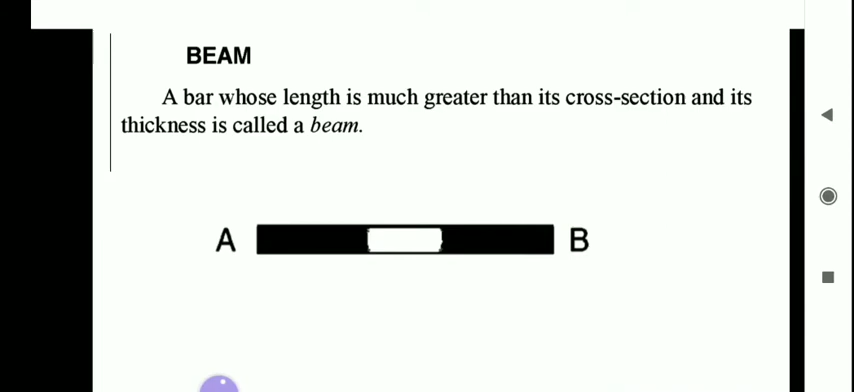 BEAM
A bar whose length is much greater than its cross-section and its
thickness is called a beam.
A B